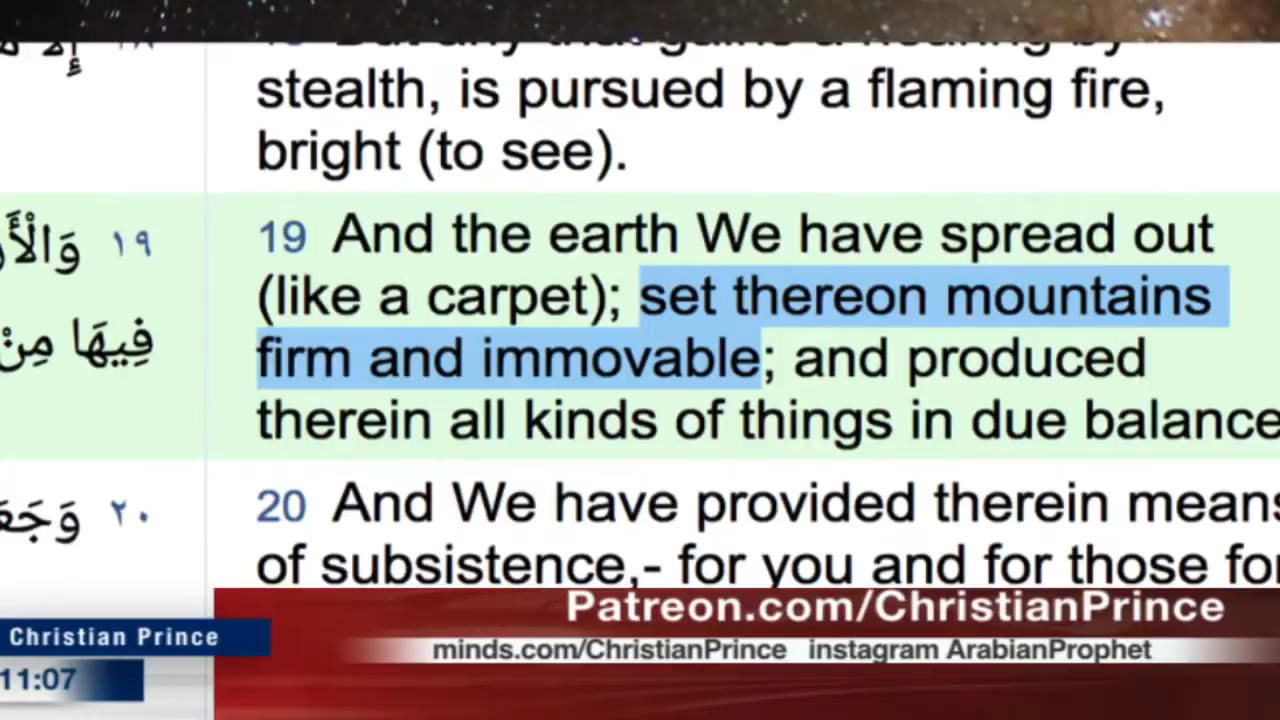 stealth, is pursued by a flaming fire,
bright (to see).
١٩
19 And the earth We have spread out
(like a carpet); set thereon mountains
فِيهَا
firm and immovable; and produced
therein all kinds of things in due balance
٢٠
20 And We have provided therein means
of subsistence,- for you and for those for
Patreon.com/ChristianPrince
Christian Prince
minds.com/ChristianPrince instagram ArabianProphet
11:07